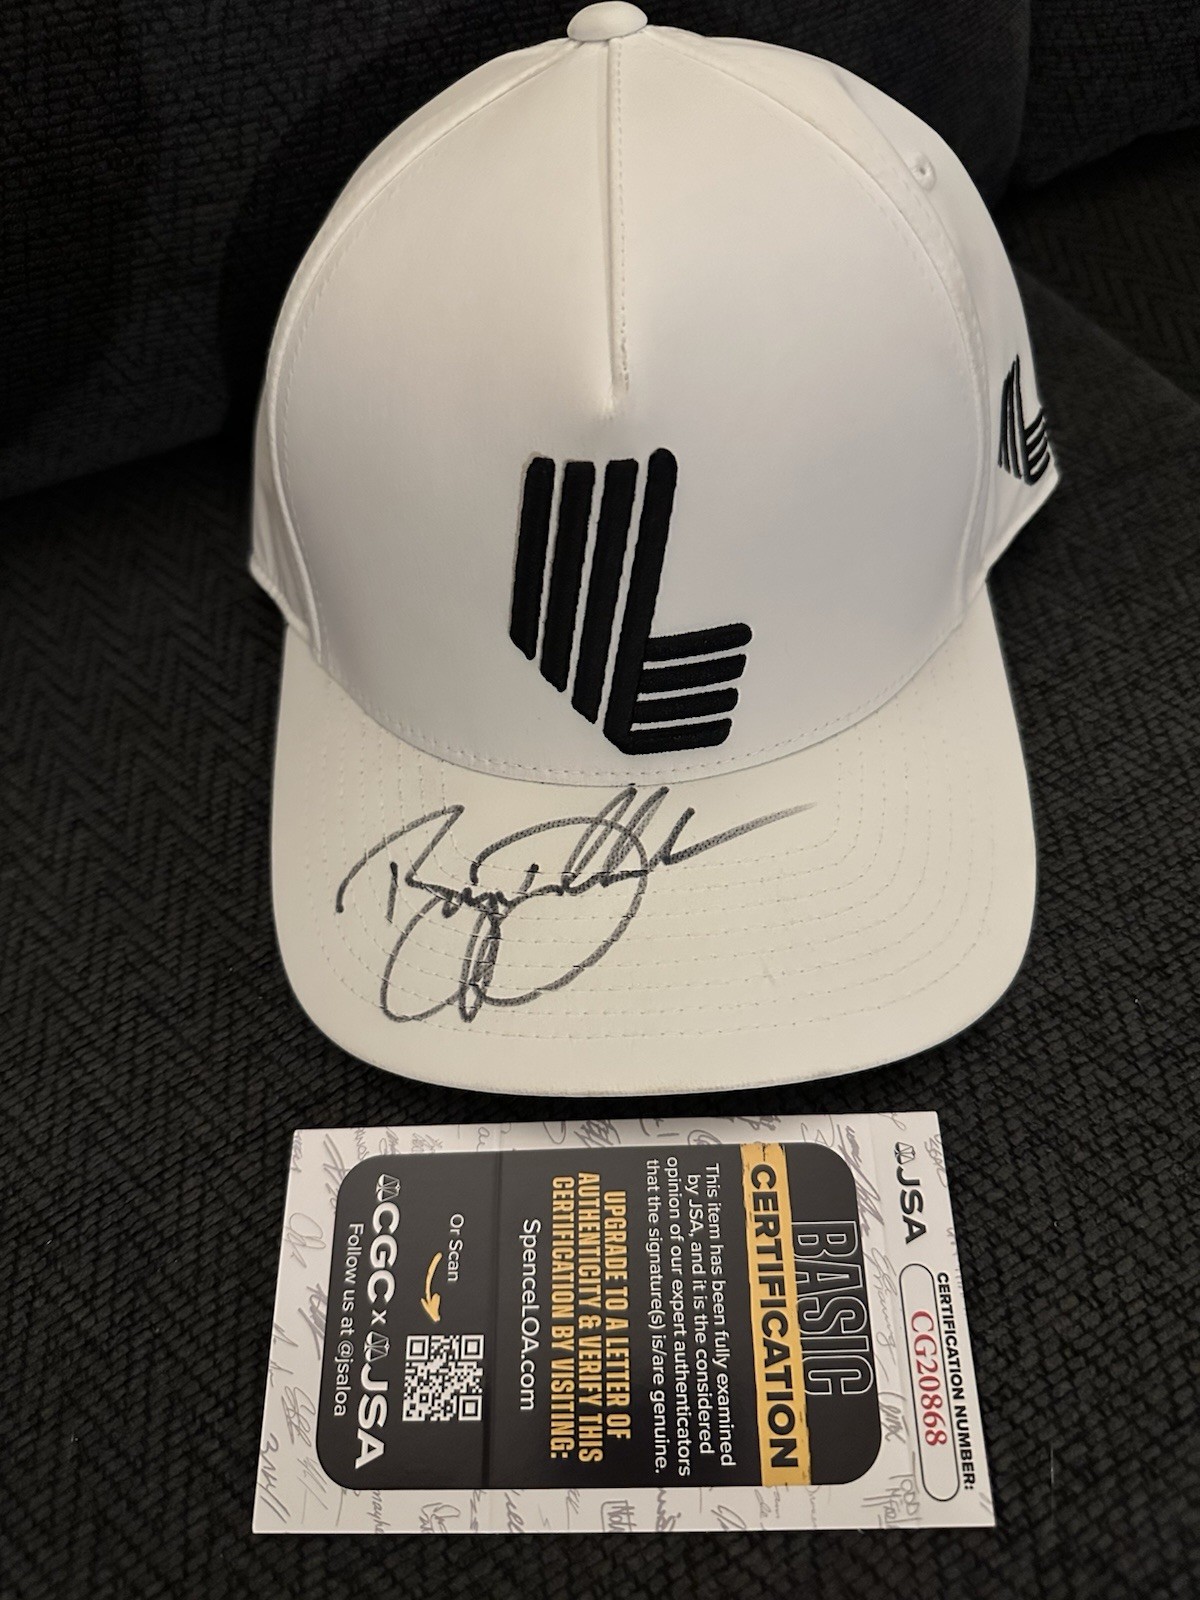 JSA
CERTIFICATION NUMBER:
CG20868
BASIC
CERTIFICATION
This item has been fully examined
by JSA, and it is the considered
opinion of our expert authenticators
that the signature(s) is/are genuine.
UPGRADE TO A LETTER OF
AUTHENTICITY & VERIFY THIS
CERTIFICATION BY VISITING:
SpenceLOA.com
Or Scan
CGC x JSA
Follow us at @jsaloa